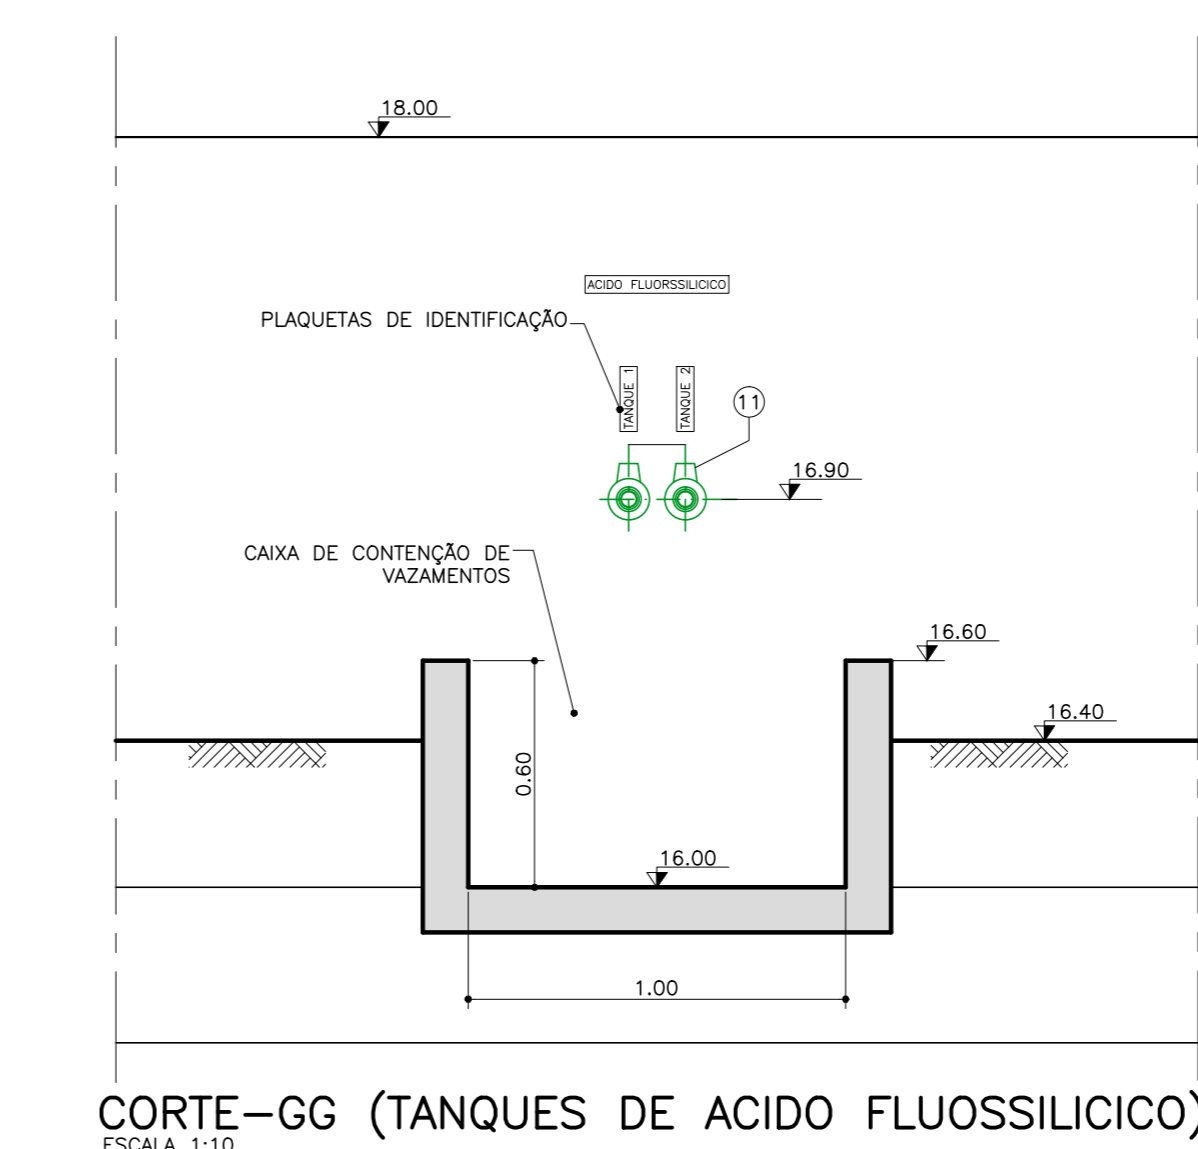 18.00
ACIDO FLUORSSILICICO
PLAQUETAS DE IDENTIFICAÇÃO
TANQUE 1
TANQUE 2
11
16.90
CAIXA DE CONTENÇÃO DE
VAZAMENTOS
16.60
16.40
0.60
16.00
1.00
CORTE-GG (TANQUES DE ACIDO FLUOSSILICICO)
ESCALA 1:10